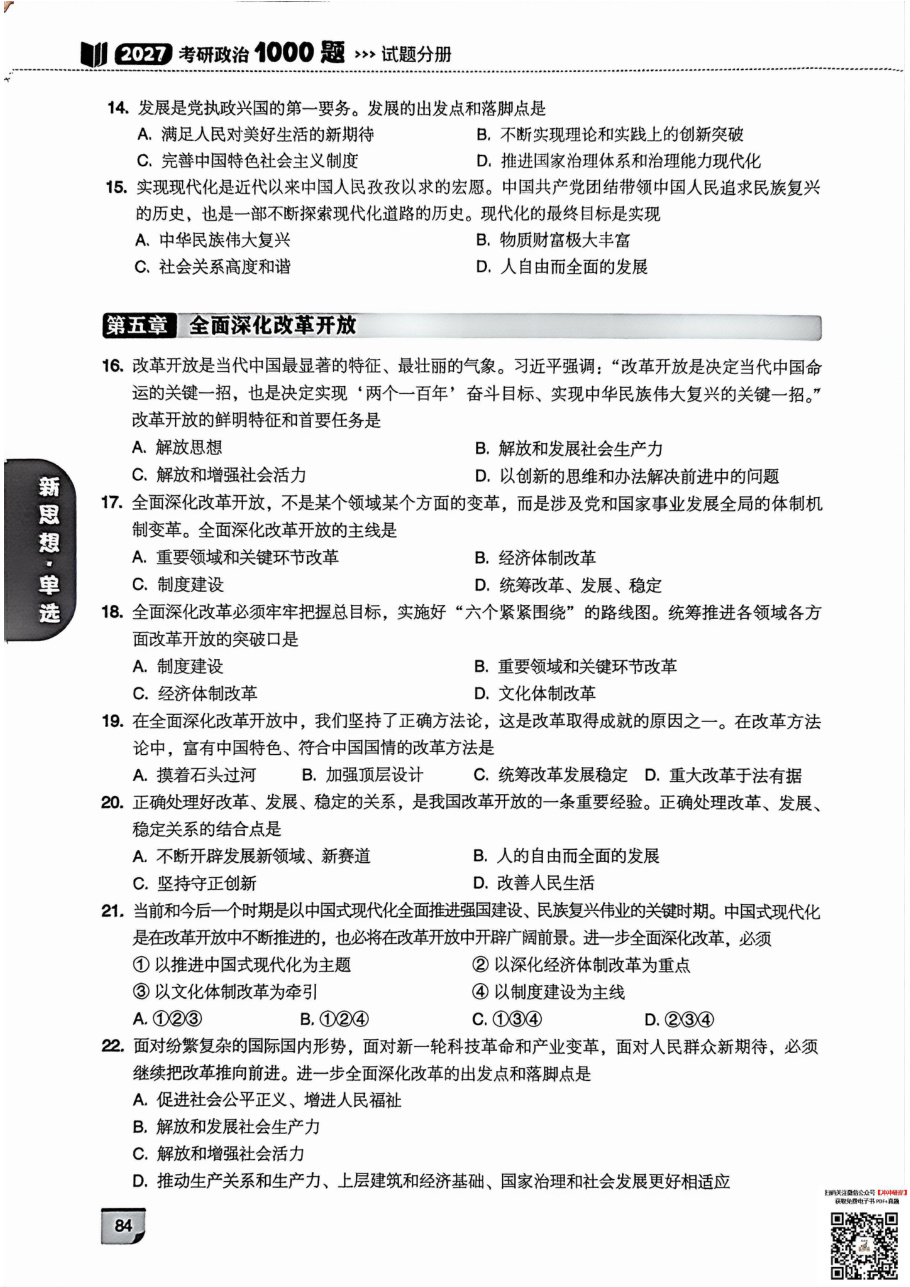 2027 考研政治1000题 >>> 试题分册
14. 发展是党执政兴国的第一要务。发展的出发点和落脚点是
A. 满足人民对美好生活的新期待 B. 不断实现理论和实践上的创新突破
C. 完善中国特色社会主义制度 D. 推进国家治理体系和治理能力现代化
15. 实现现代化是近代以来中国人民孜孜以求的宏愿。中国共产党团结带领中国人民追求民族复兴
的历史，也是一部不断探索现代化道路的历史。现代化的最终目标是实现
A. 中华民族伟大复兴 B. 物质财富极大丰富
C. 社会关系高度和谐 D. 人自由而全面的发展
第五章 全面深化改革开放
16. 改革开放是当代中国最显著的特征、最壮丽的气象。习近平强调：“改革开放是决定当代中国命
运的关键一招，也是决定实现‘两个一百年’奋斗目标、实现中华民族伟大复兴的关键一招。”
改革开放的鲜明特征和首要任务是
A. 解放思想 B. 解放和发展社会生产力
C. 解放和增强社会活力 D. 以创新的思维和办法解决前进中的问题
17. 全面深化改革开放，不是某个领域某个方面的变革，而是涉及党和国家事业发展全局的体制机
制变革。全面深化改革开放的主线是
A. 重要领域和关键环节改革 B. 经济体制改革
C. 制度建设 D. 统筹改革、发展、稳定
18. 全面深化改革必须牢牢把握总目标，实施好“六个紧紧围绕”的路线图。统筹推进各领域各方
面改革开放的突破口是
A. 制度建设 B. 重要领域和关键环节改革
C. 经济体制改革 D. 文化体制改革
19. 在全面深化改革开放中，我们坚持了正确方法论，这是改革取得成就的原因之一。在改革方法
论中，富有中国特色、符合中国国情的改革方法是
A. 摸着石头过河 B. 加强顶层设计 C. 统筹改革发展稳定 D. 重大改革于法有据
20. 正确处理好改革、发展、稳定的关系，是我国改革开放的一条重要经验。正确处理改革、发展、
稳定关系的结合点是
A. 不断开辟发展新领域、新赛道 B. 人的自由而全面的发展
C. 坚持守正创新 D. 改善人民生活
21. 当前和今后一个时期是以中国式现代化全面推进强国建设、民族复兴伟业的关键时期。中国式现代化
是在改革开放中不断推进的，也必将在改革开放中开辟广阔前景。进一步全面深化改革，必须
① 以推进中国式现代化为主题 ② 以深化经济体制改革为重点
③ 以文化体制改革为牵引 ④ 以制度建设为主线
A. ①②③ B. ①②④ C. ①③④ D. ②③④
22. 面对纷繁复杂的国际国内形势，面对新一轮科技革命和产业变革，面对人民群众新期待，必须
继续把改革推向前进。进一步全面深化改革的出发点和落脚点是
A. 促进社会公平正义、增进人民福祉
B. 解放和发展社会生产力
C. 解放和增强社会活力
D. 推动生产关系和生产力、上层建筑和经济基础、国家治理和社会发展更好相适应
新思想·单选
84
扫码关注微信公众号
获取免费电子书PDF+真题